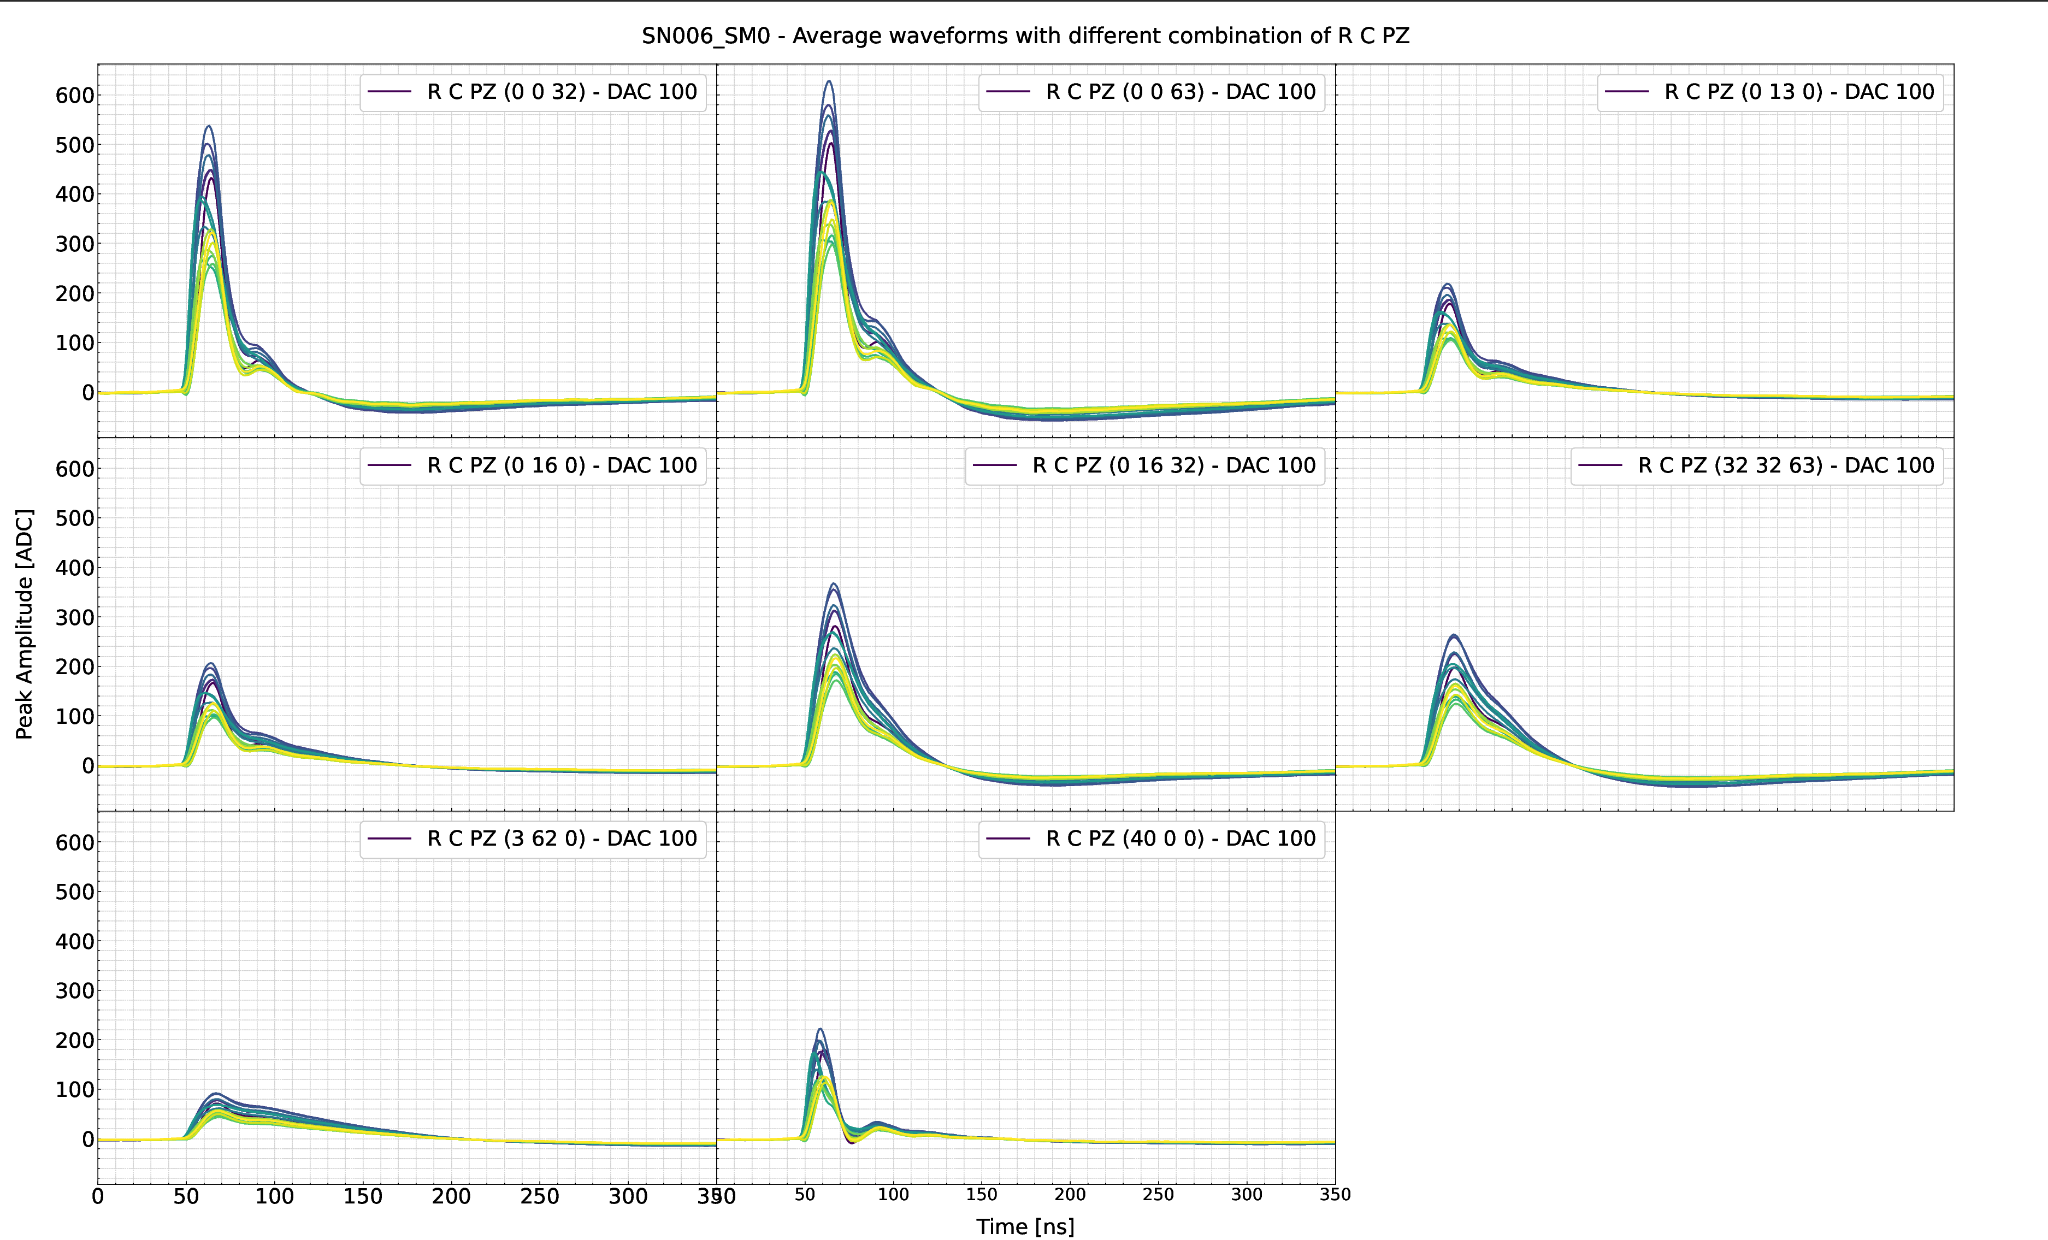 SN006_SM0 - Average waveforms with different combination of R C PZ
R C PZ (0 0 32) - DAC 100
R C PZ (0 0 63) - DAC 100
R C PZ (0 13 0) - DAC 100
600
500
400
300
200
100
0
R C PZ (0 16 0) - DAC 100
R C PZ (0 16 32) - DAC 100
R C PZ (32 32 63) - DAC 100
600
500
400
300
200
100
0
Peak Amplitude [ADC]
R C PZ (3 62 0) - DAC 100
R C PZ (40 0 0) - DAC 100
600
500
400
300
200
100
0
0 50 100 150 200 250 300 350
0 50 100 150 200 250 300 350
Time [ns]